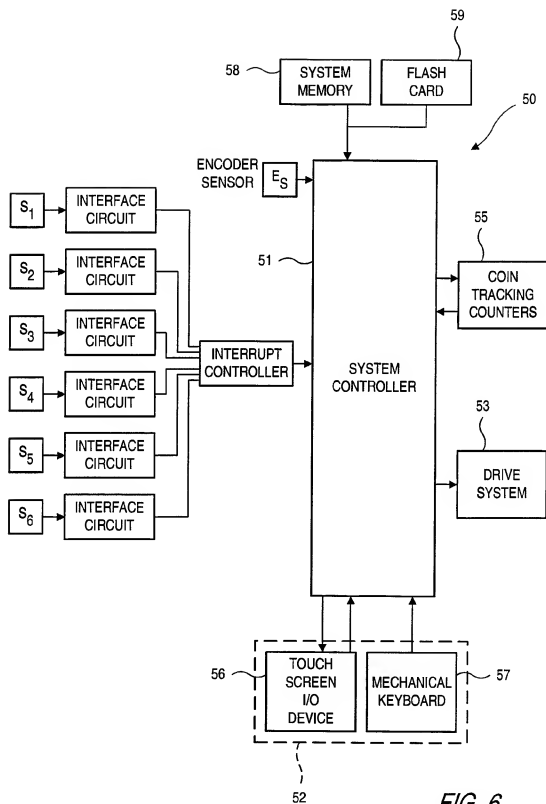 59
58
SYSTEM
MEMORY
FLASH
CARD
50
ENCODER
SENSOR
ES
S1
INTERFACE
CIRCUIT
S2
INTERFACE
CIRCUIT
S3
INTERFACE
CIRCUIT
S4
INTERFACE
CIRCUIT
S5
INTERFACE
CIRCUIT
S6
INTERFACE
CIRCUIT
INTERRUPT
CONTROLLER
51
SYSTEM
CONTROLLER
55
COIN
TRACKING
COUNTERS
53
DRIVE
SYSTEM
56
TOUCH
SCREEN
I/O
DEVICE
MECHANICAL
KEYBOARD
57
52
FIG. 6